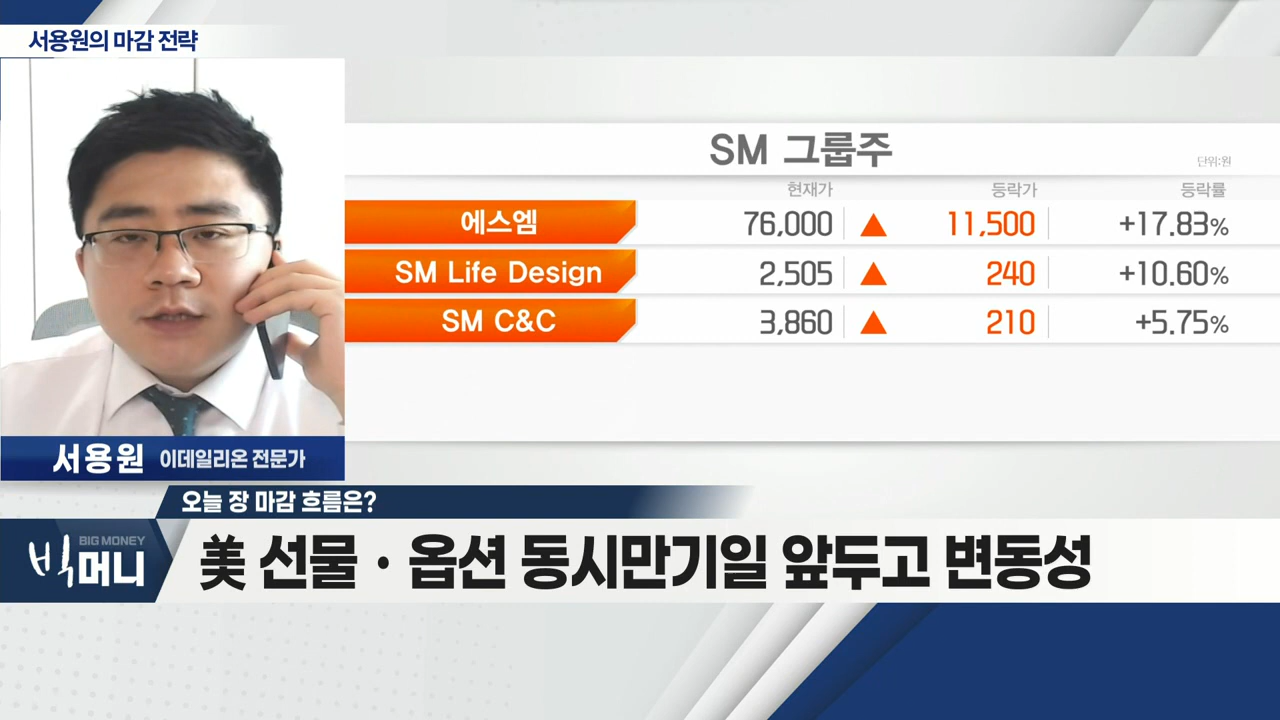 서용원의 마감 전략
SM 그룹주
단위:원
현재가 등락가 등락률
에스엠 76,000 ▲ 11,500 +17.83%
SM Life Design 2,505 ▲ 240 +10.60%
SM C&C 3,860 ▲ 210 +5.75%
서용원 이데일리온 전문가
오늘 장 마감 흐름은?
BIG MONEY
빅머니
美 선물·옵션 동시만기일 앞두고 변동성